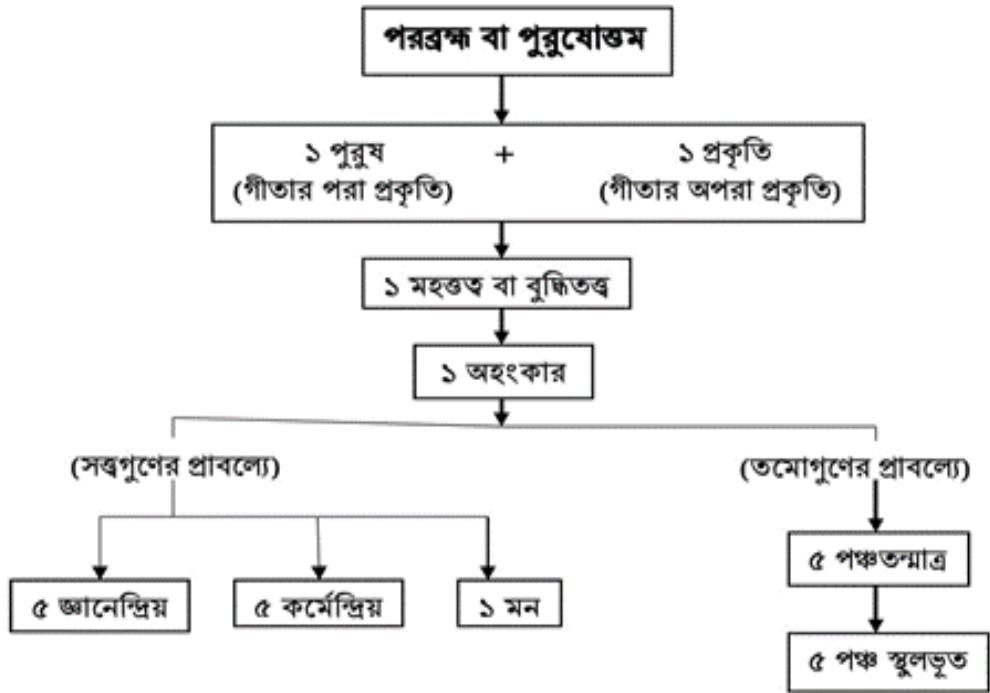 পরব্রহ্ম বা পুরুষোত্তম
১ পুরুষ + ১ প্রকৃতি
(গীতার পরা প্রকৃতি) (গীতার অপরা প্রকৃতি)
১ মহত্তত্ব বা বুদ্ধিতত্ত্ব
১ অহংকার
(সত্ত্বগুণের প্রাবল্যে) (তমোগুণের প্রাবল্যে)
৫ পঞ্চতন্মাত্র
৫ জ্ঞানেন্দ্রিয় ৫ কর্মেন্দ্রিয় ১ মন
৫ পঞ্চ স্থুলভূত